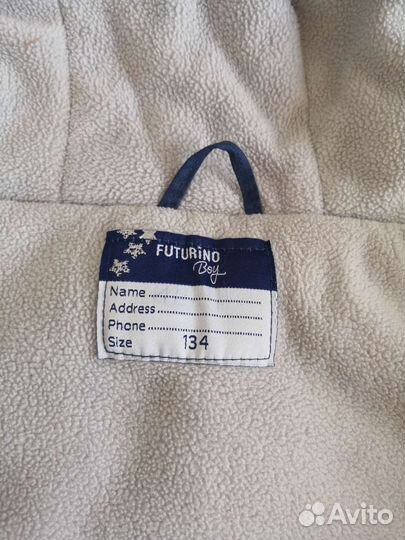 FUTURiNO
Boy
Name
Address
Phone
Size 134
Avito